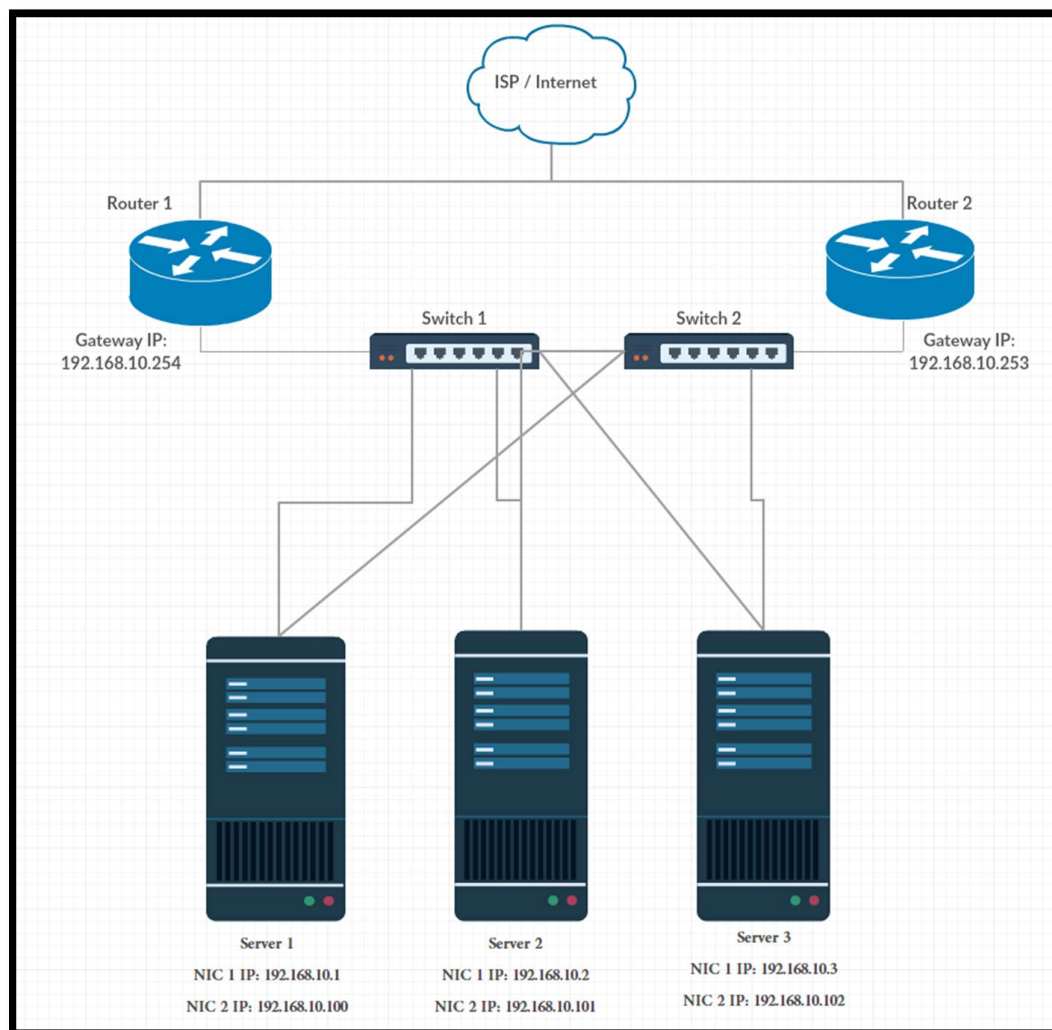 ISP / Internet
Router 1
Router 2
Switch 1
Switch 2
Gateway IP:
192.168.10.254
Gateway IP:
192.168.10.253
Server 1
NIC 1 IP: 192.168.10.1
NIC 2 IP: 192.168.10.100
Server 2
NIC 1 IP: 192.168.10.2
NIC 2 IP: 192.168.10.101
Server 3
NIC 1 IP: 192.168.10.3
NIC 2 IP: 192.168.10.102